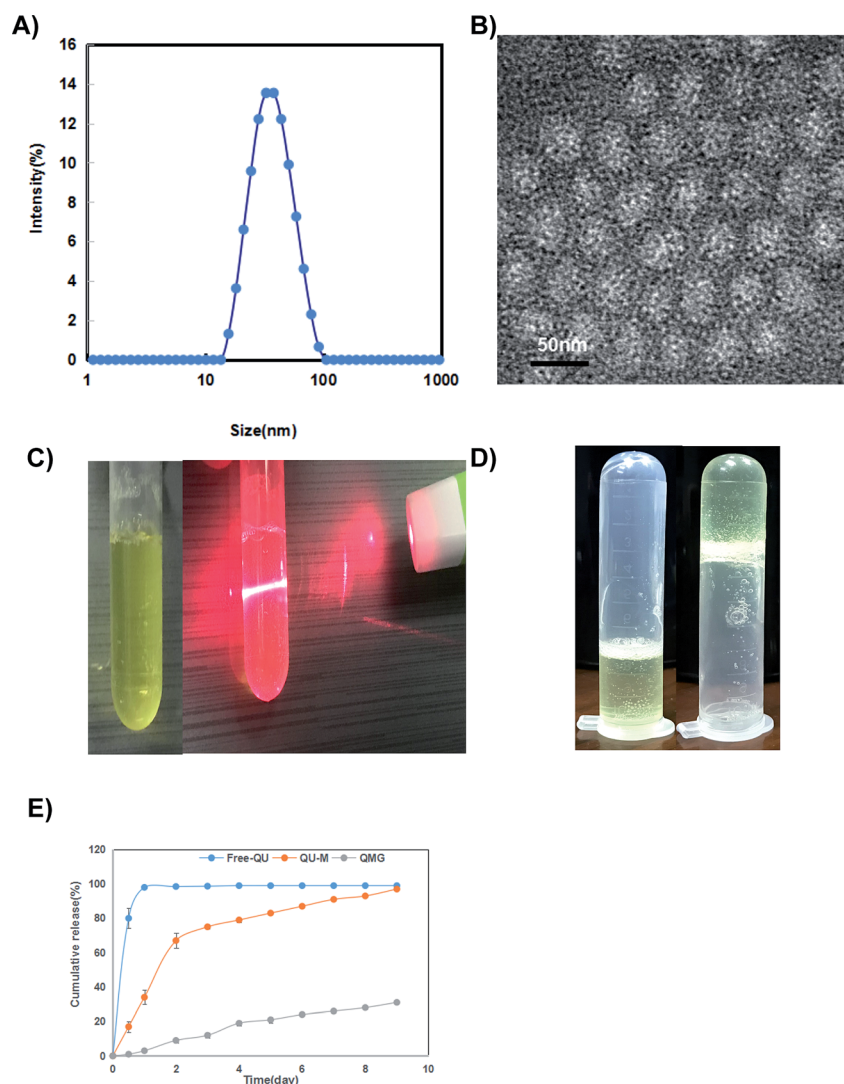 A)
16
14
12
10
8
6
4
2
0
Intensity(%)
1 10 100 1000
Size(nm)
B)
50nm
C)
D)
E)
120
100
80
60
40
20
0
Cumulative release(%)
Free-QU QU-M QMG
0 2 4 6 8 10
Time(day)